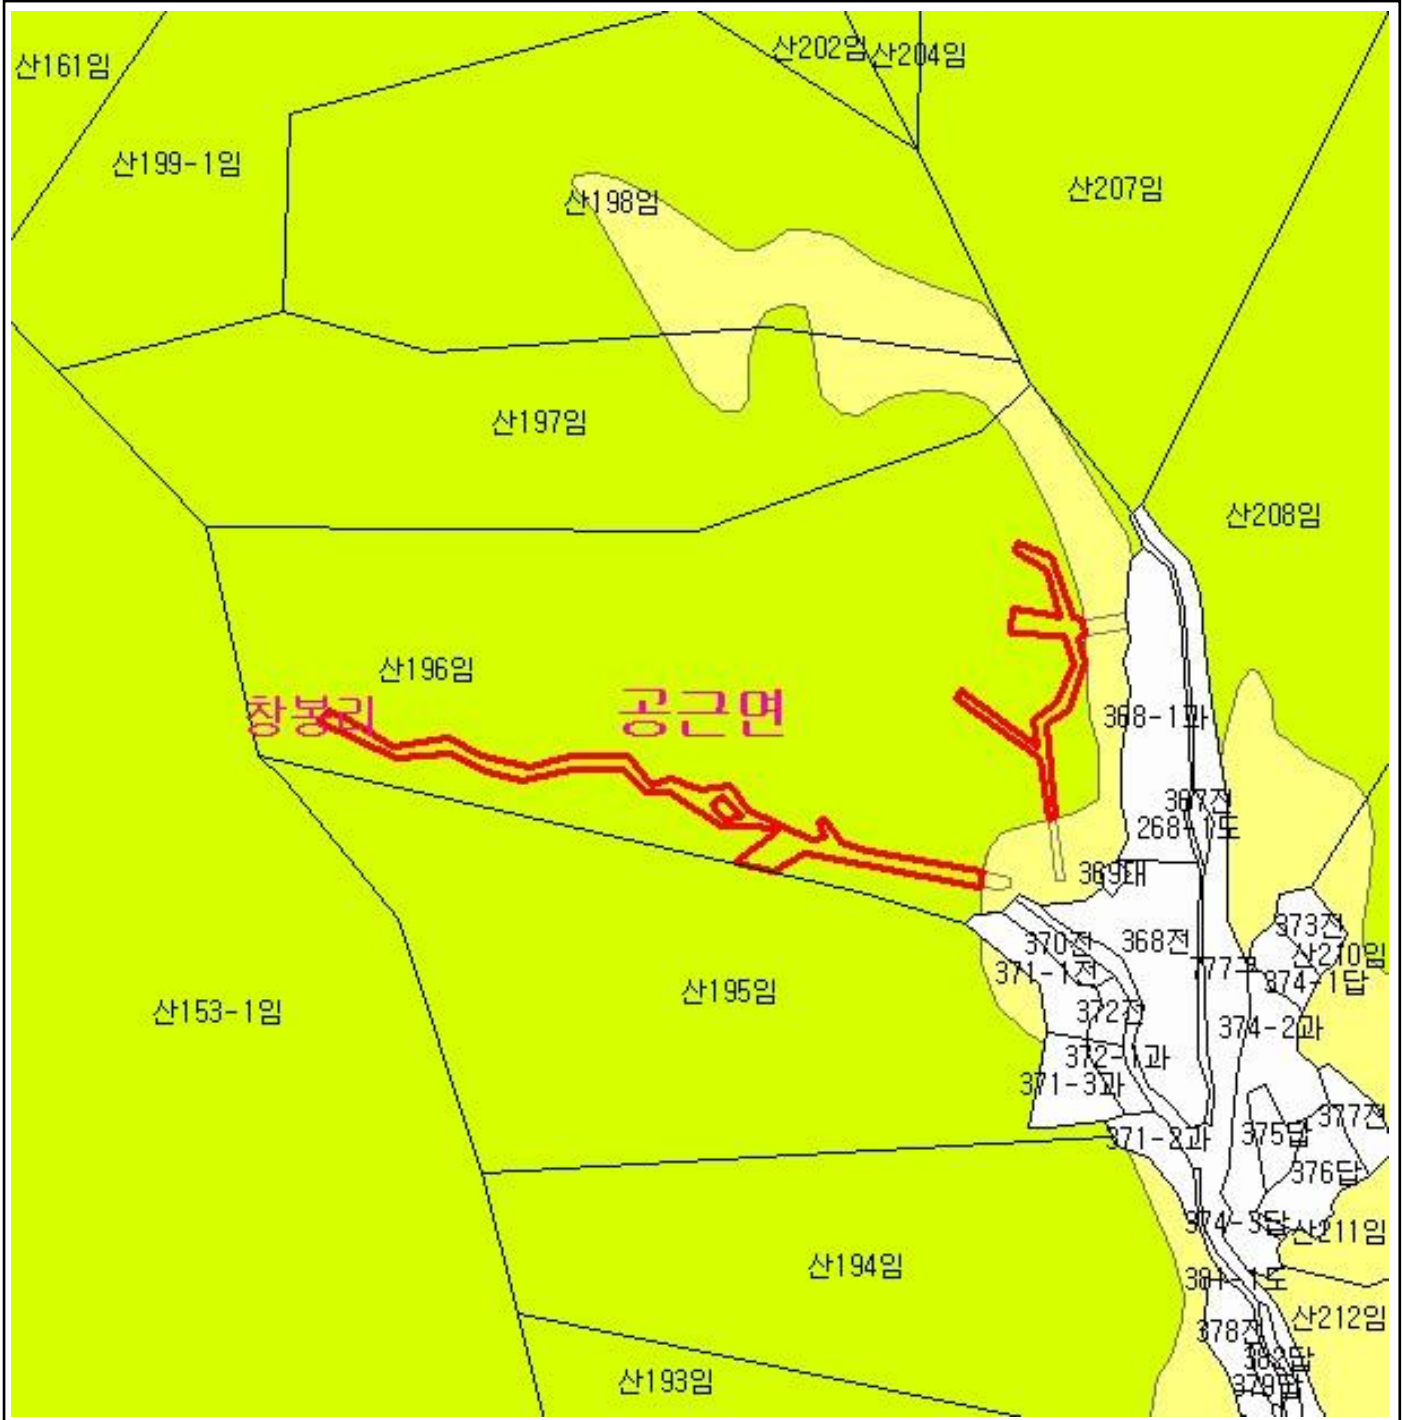 산161임
산202임
산204임
산199-1임
산207임
산198임
산197임
산208임
산196임
창봉리
공근면
368-1과
367전
268-1도
369대
373전
370전
368전
산210임
371-1전
777구
374-1답
산195임
산153-1임
372전
374-2과
372-1과
371-3과
377전
371-2과
375답
376답
374-3답
산211임
산194임
381-1도
산212임
378전
382답
산193임
379답